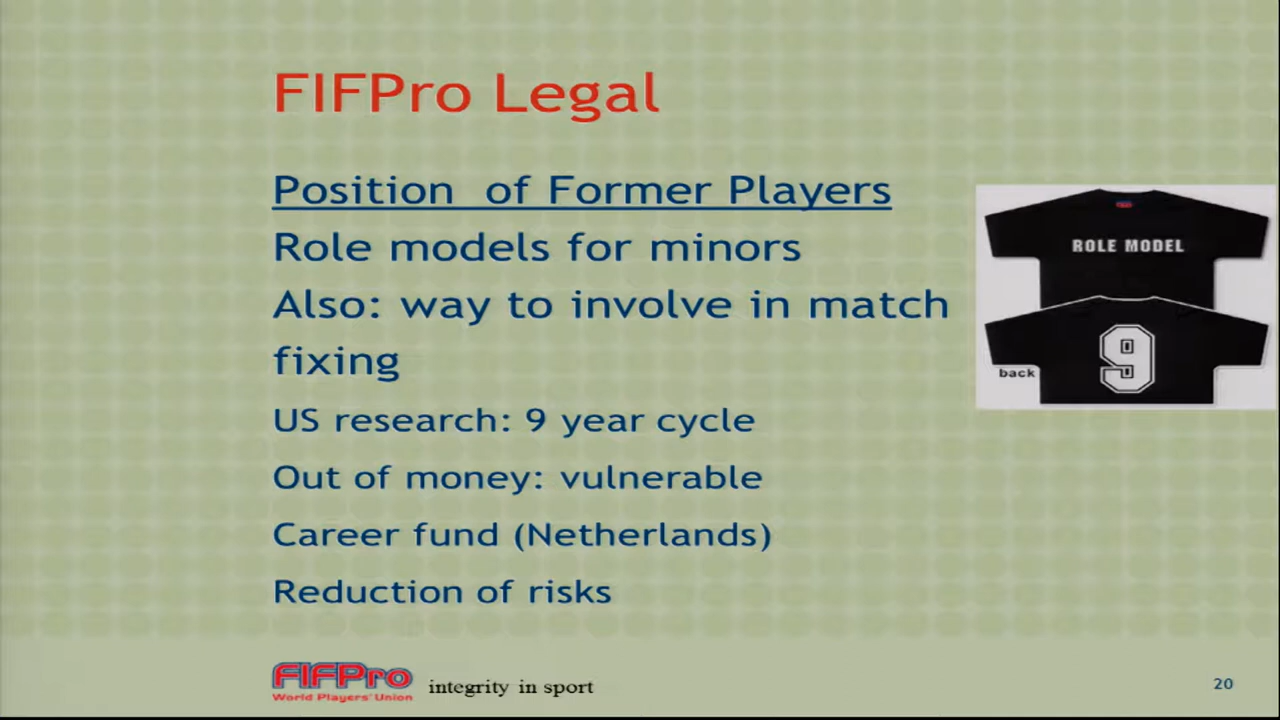 FIFPro Legal
Position of Former Players
Role models for minors
Also: way to involve in match
fixing
US research: 9 year cycle
Out of money: vulnerable
Career fund (Netherlands)
Reduction of risks
ROLE MODEL
9
back
FIFPro
World Players' Union
integrity in sport
20